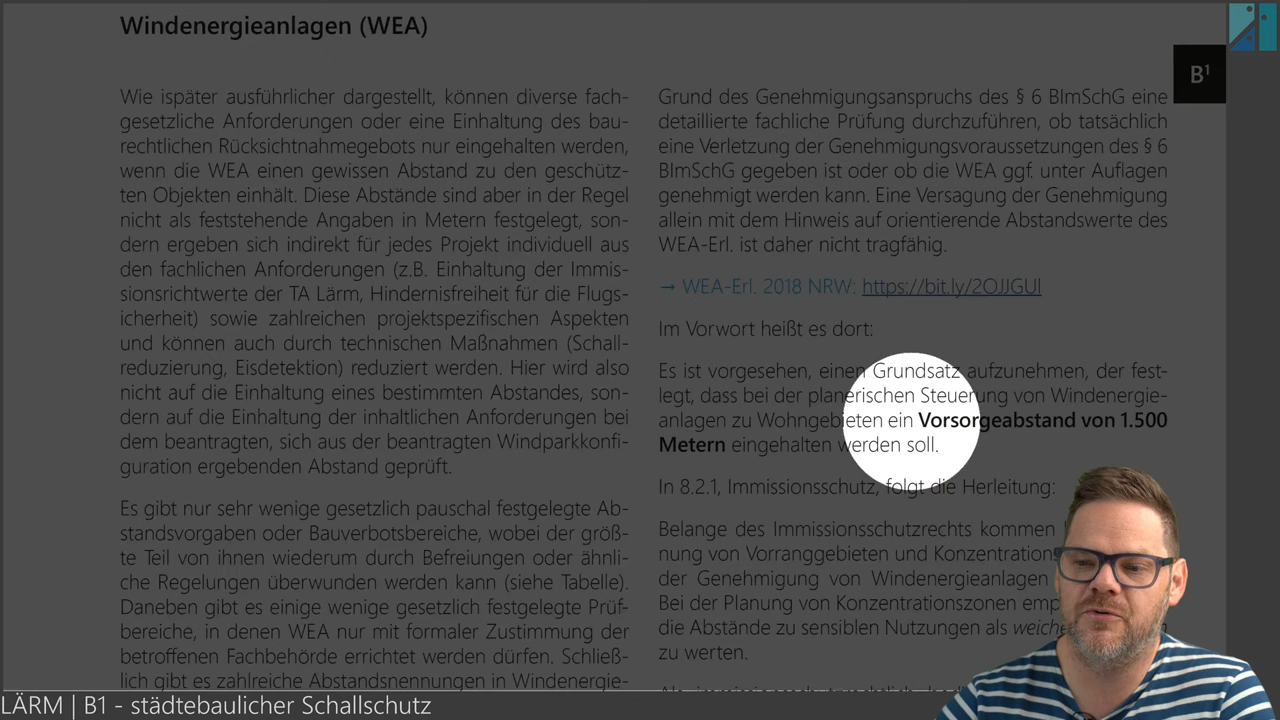 Windenergieanlagen (WEA)
B¹
Wie ispäter ausführlicher dargestellt, können diverse fach-
gesetzliche Anforderungen oder eine Einhaltung des bau-
rechtlichen Rücksichtnahmegebots nur eingehalten werden,
wenn die WEA einen gewissen Abstand zu den geschütz-
ten Objekten einhält. Diese Abstände sind aber in der Regel
nicht als feststehende Angaben in Metern festgelegt, son-
dern ergeben sich indirekt für jedes Projekt individuell aus
den fachlichen Anforderungen (z.B. Einhaltung der Immis-
sionsrichtwerte der TA Lärm, Hindernisfreiheit für die Flugs-
icherheit) sowie zahlreichen projektspezifischen Aspekten
und können auch durch technischen Maßnahmen (Schall-
reduzierung, Eisdetektion) reduziert werden. Hier wird also
nicht auf die Einhaltung eines bestimmten Abstandes, son-
dern auf die Einhaltung der inhaltlichen Anforderungen bei
dem beantragten, sich aus der beantragten Windparkkonfi-
guration ergebenden Abstand geprüft.
Es gibt nur sehr wenige gesetzlich pauschal festgelegte Ab-
standsvorgaben oder Bauverbotsbereiche, wobei der größ-
te Teil von ihnen wiederum durch Befreiungen oder ähnli-
che Regelungen überwunden werden kann (siehe Tabelle).
Daneben gibt es einige wenige gesetzlich festgelegte Prüf-
bereiche, in denen WEA nur mit formaler Zustimmung der
betroffenen Fachbehörde errichtet werden dürfen. Schließ-
lich gibt es zahlreiche Abstandsnennungen in Windenergie-
Grund des Genehmigungsanspruchs des § 6 BImSchG eine
detaillierte fachliche Prüfung durchzuführen, ob tatsächlich
eine Verletzung der Genehmigungsvoraussetzungen des § 6
BImSchG gegeben ist oder ob die WEA ggf. unter Auflagen
genehmigt werden kann. Eine Versagung der Genehmigung
allein mit dem Hinweis auf orientierende Abstandswerte des
WEA-Erl. ist daher nicht tragfähig.
→ WEA-Erl. 2018 NRW: https://bit.ly/2OJJGUl
Im Vorwort heißt es dort:
Es ist vorgesehen, einen Grundsatz aufzunehmen, der fest-
legt, dass bei der planerischen Steuerung von Windenergie-
anlagen zu Wohngebieten ein Vorsorgeabstand von 1.500
Metern eingehalten werden soll.
In 8.2.1, Immissionsschutz, folgt die Herleitung:
Belange des Immissionsschutzrechts kommen
nung von Vorranggebieten und Konzentrations
der Genehmigung von Windenergieanlagen
Bei der Planung von Konzentrationszonen emp
die Abstände zu sensiblen Nutzungen als weiche
zu werten.
LÄRM | B1 - städtebaulicher Schallschutz